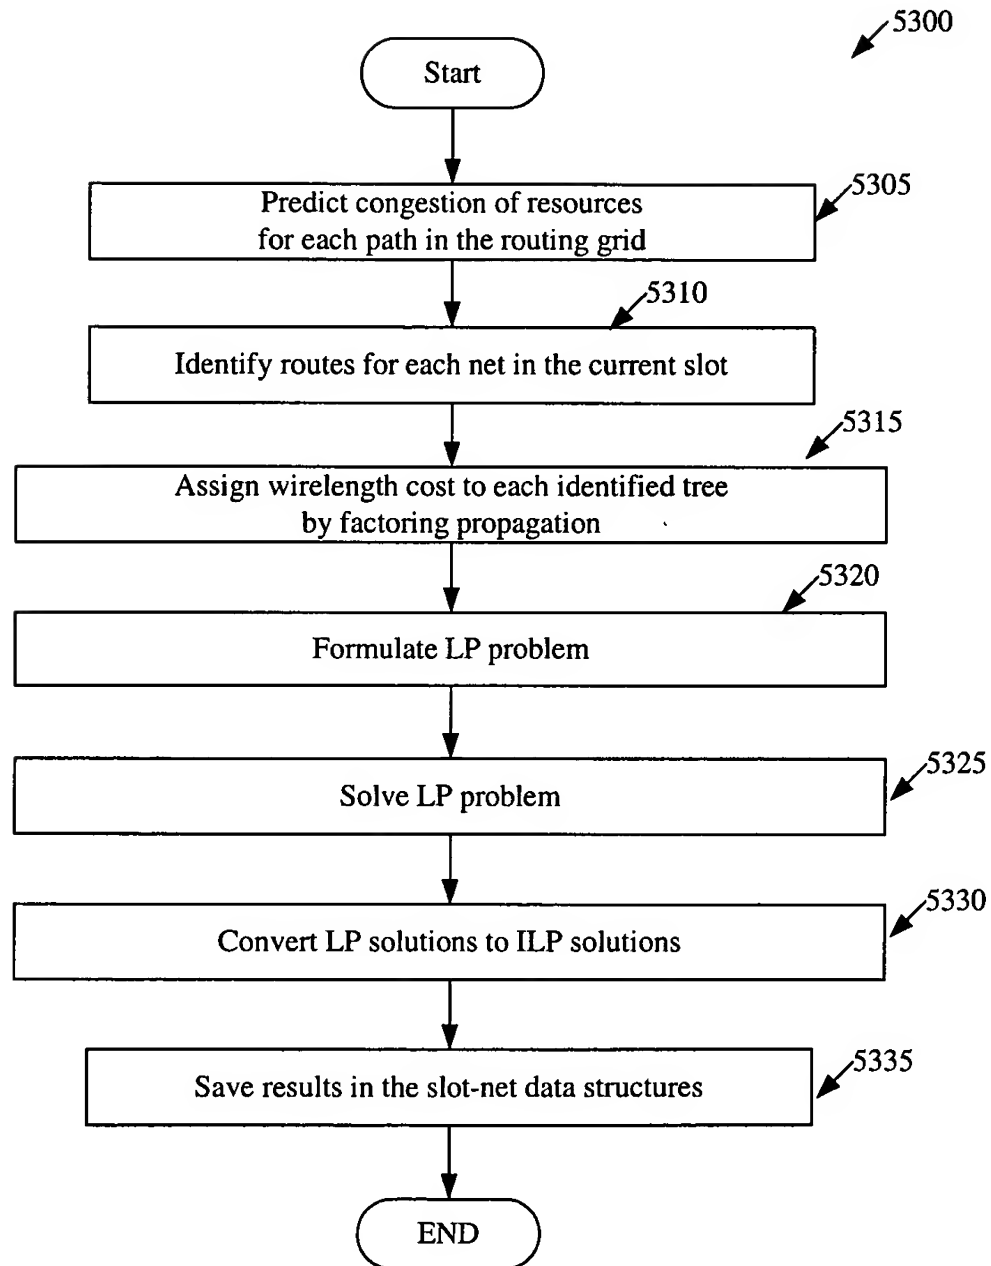 5300
Start
5305
Predict congestion of resources
for each path in the routing grid
5310
Identify routes for each net in the current slot
5315
Assign wirelength cost to each identified tree
by factoring propagation
5320
Formulate LP problem
5325
Solve LP problem
5330
Convert LP solutions to ILP solutions
5335
Save results in the slot-net data structures
END